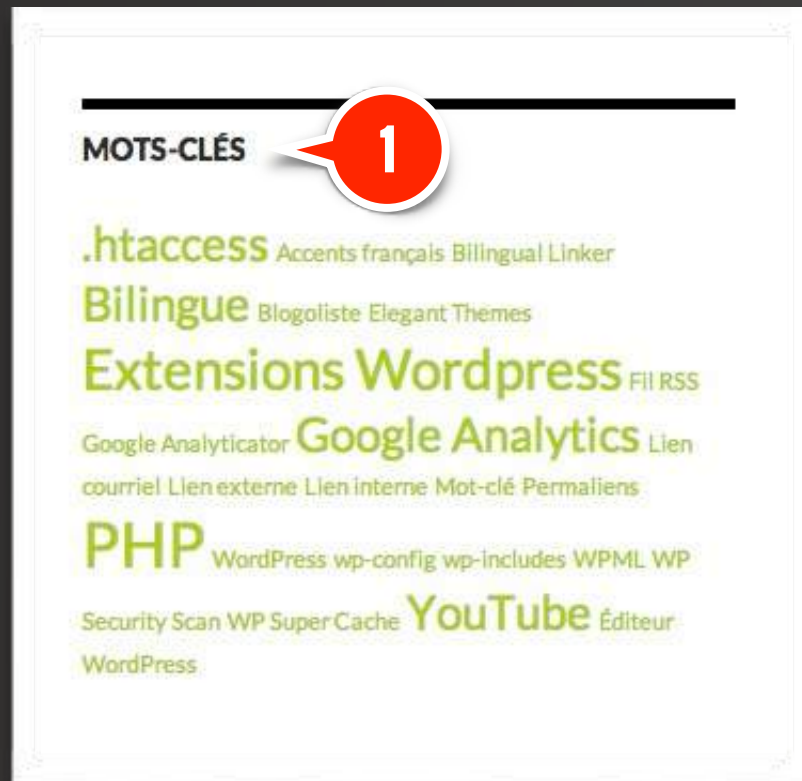 MOTS-CLÉS
1
.htaccess Accents français Bilingual Linker
Bilingue Blogoliste Elegant Themes
Extensions Wordpress Fil RSS
Google Analyticator Google Analytics Lien
courriel Lien externe Lien interne Mot-clé Permaliens
PHP WordPress wp-config wp-includes WPML WP
Security Scan WP Super Cache YouTube Éditeur
WordPress